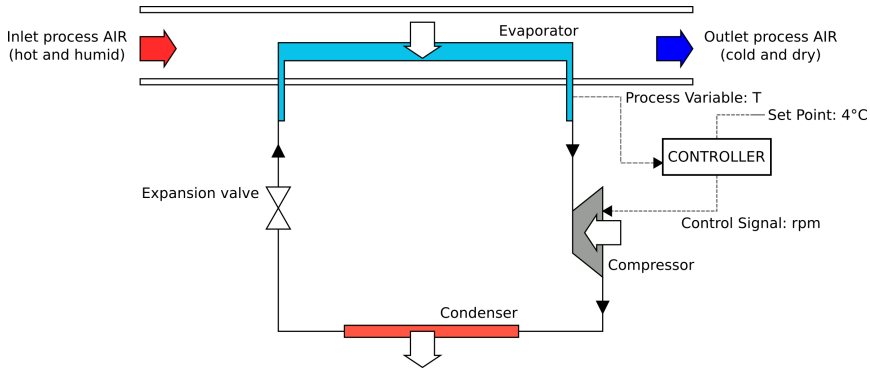 Evaporator
Inlet process AIR
(hot and humid)
Outlet process AIR
(cold and dry)
Process Variable: T
Set Point: 4°C
CONTROLLER
Expansion valve
Control Signal: rpm
Compressor
Condenser